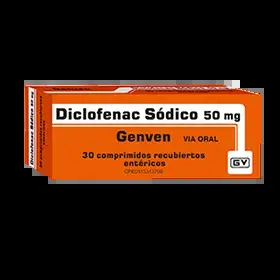 Diclofenac Sódico 50 mg
Genven VIA ORAL
30 comprimidos recubiertos
entéricos
GV
Diclofenac Sódico 50 mg